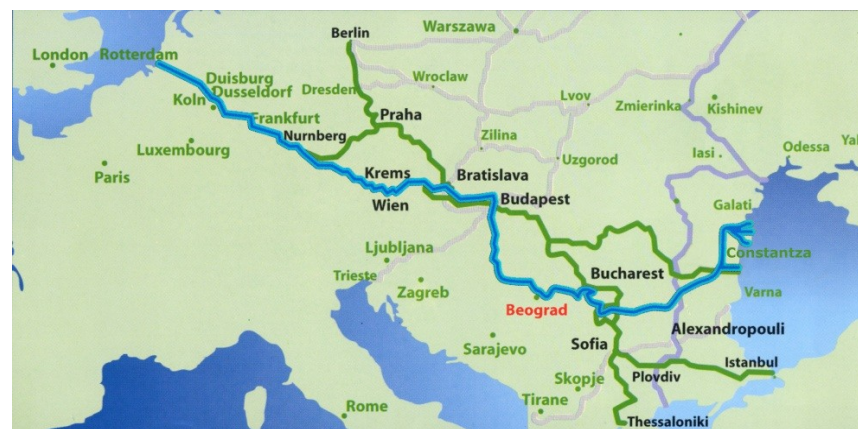 Berlin
Warszawa
London
Rotterdam
Duisburg
Dusseldorf
Dresden
Wroclaw
Lvov
Koln
Zmierinka
Kishinev
Frankfurt
Praha
Nurnberg
Zilina
Luxembourg
Uzgorod
Iasi
Odessa
Paris
Krems
Bratislava
Wien
Budapest
Galati
Ljubljana
Constantza
Trieste
Bucharest
Zagreb
Varna
Beograd
Alexandropouli
Sarajevo
Sofia
Istanbul
Skopje
Plovdiv
Tirane
Rome
Thessaloniki